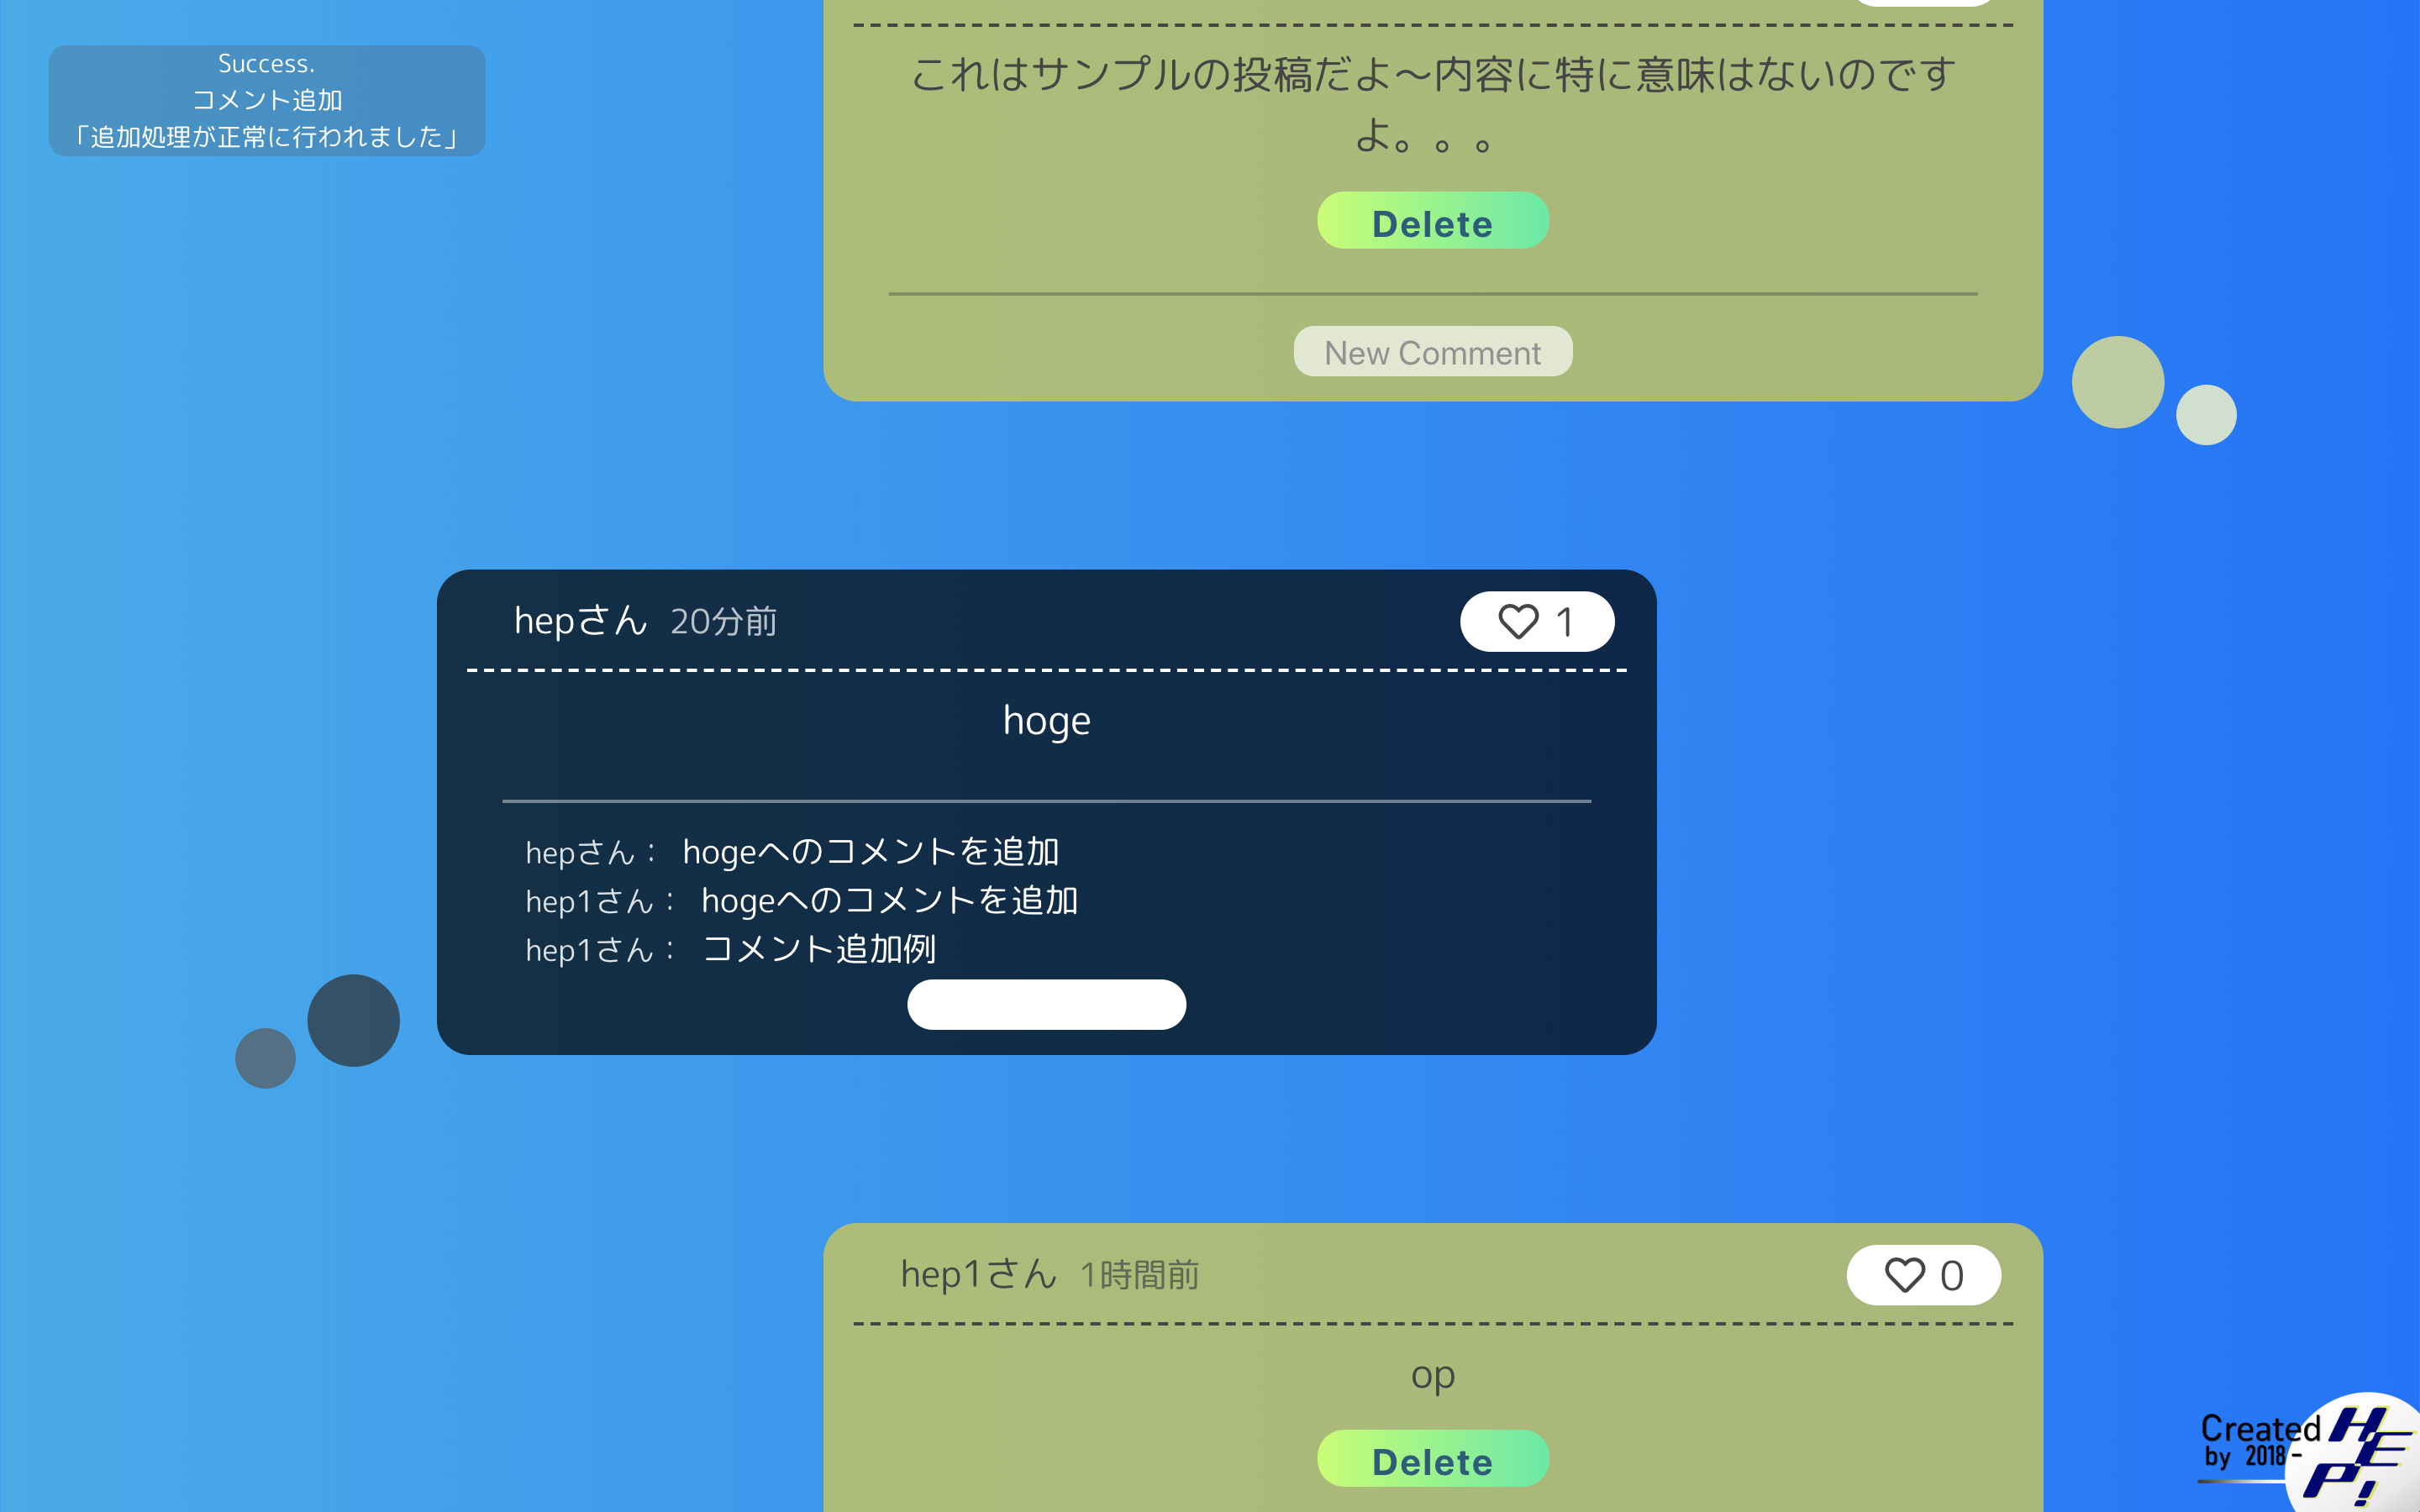 Success.
コメント追加
「追加処理が正常に行われました」
これはサンプルの投稿だよ〜内容に特に意味はないのです
よ。。。
Delete
New Comment
hepさん 20分前
1
hoge
hepさん： hogeへのコメントを追加
hep1さん： hogeへのコメントを追加
hep1さん： コメント追加例
hep1さん 1時間前
0
op
Delete
Created
by 2018-
HEP!